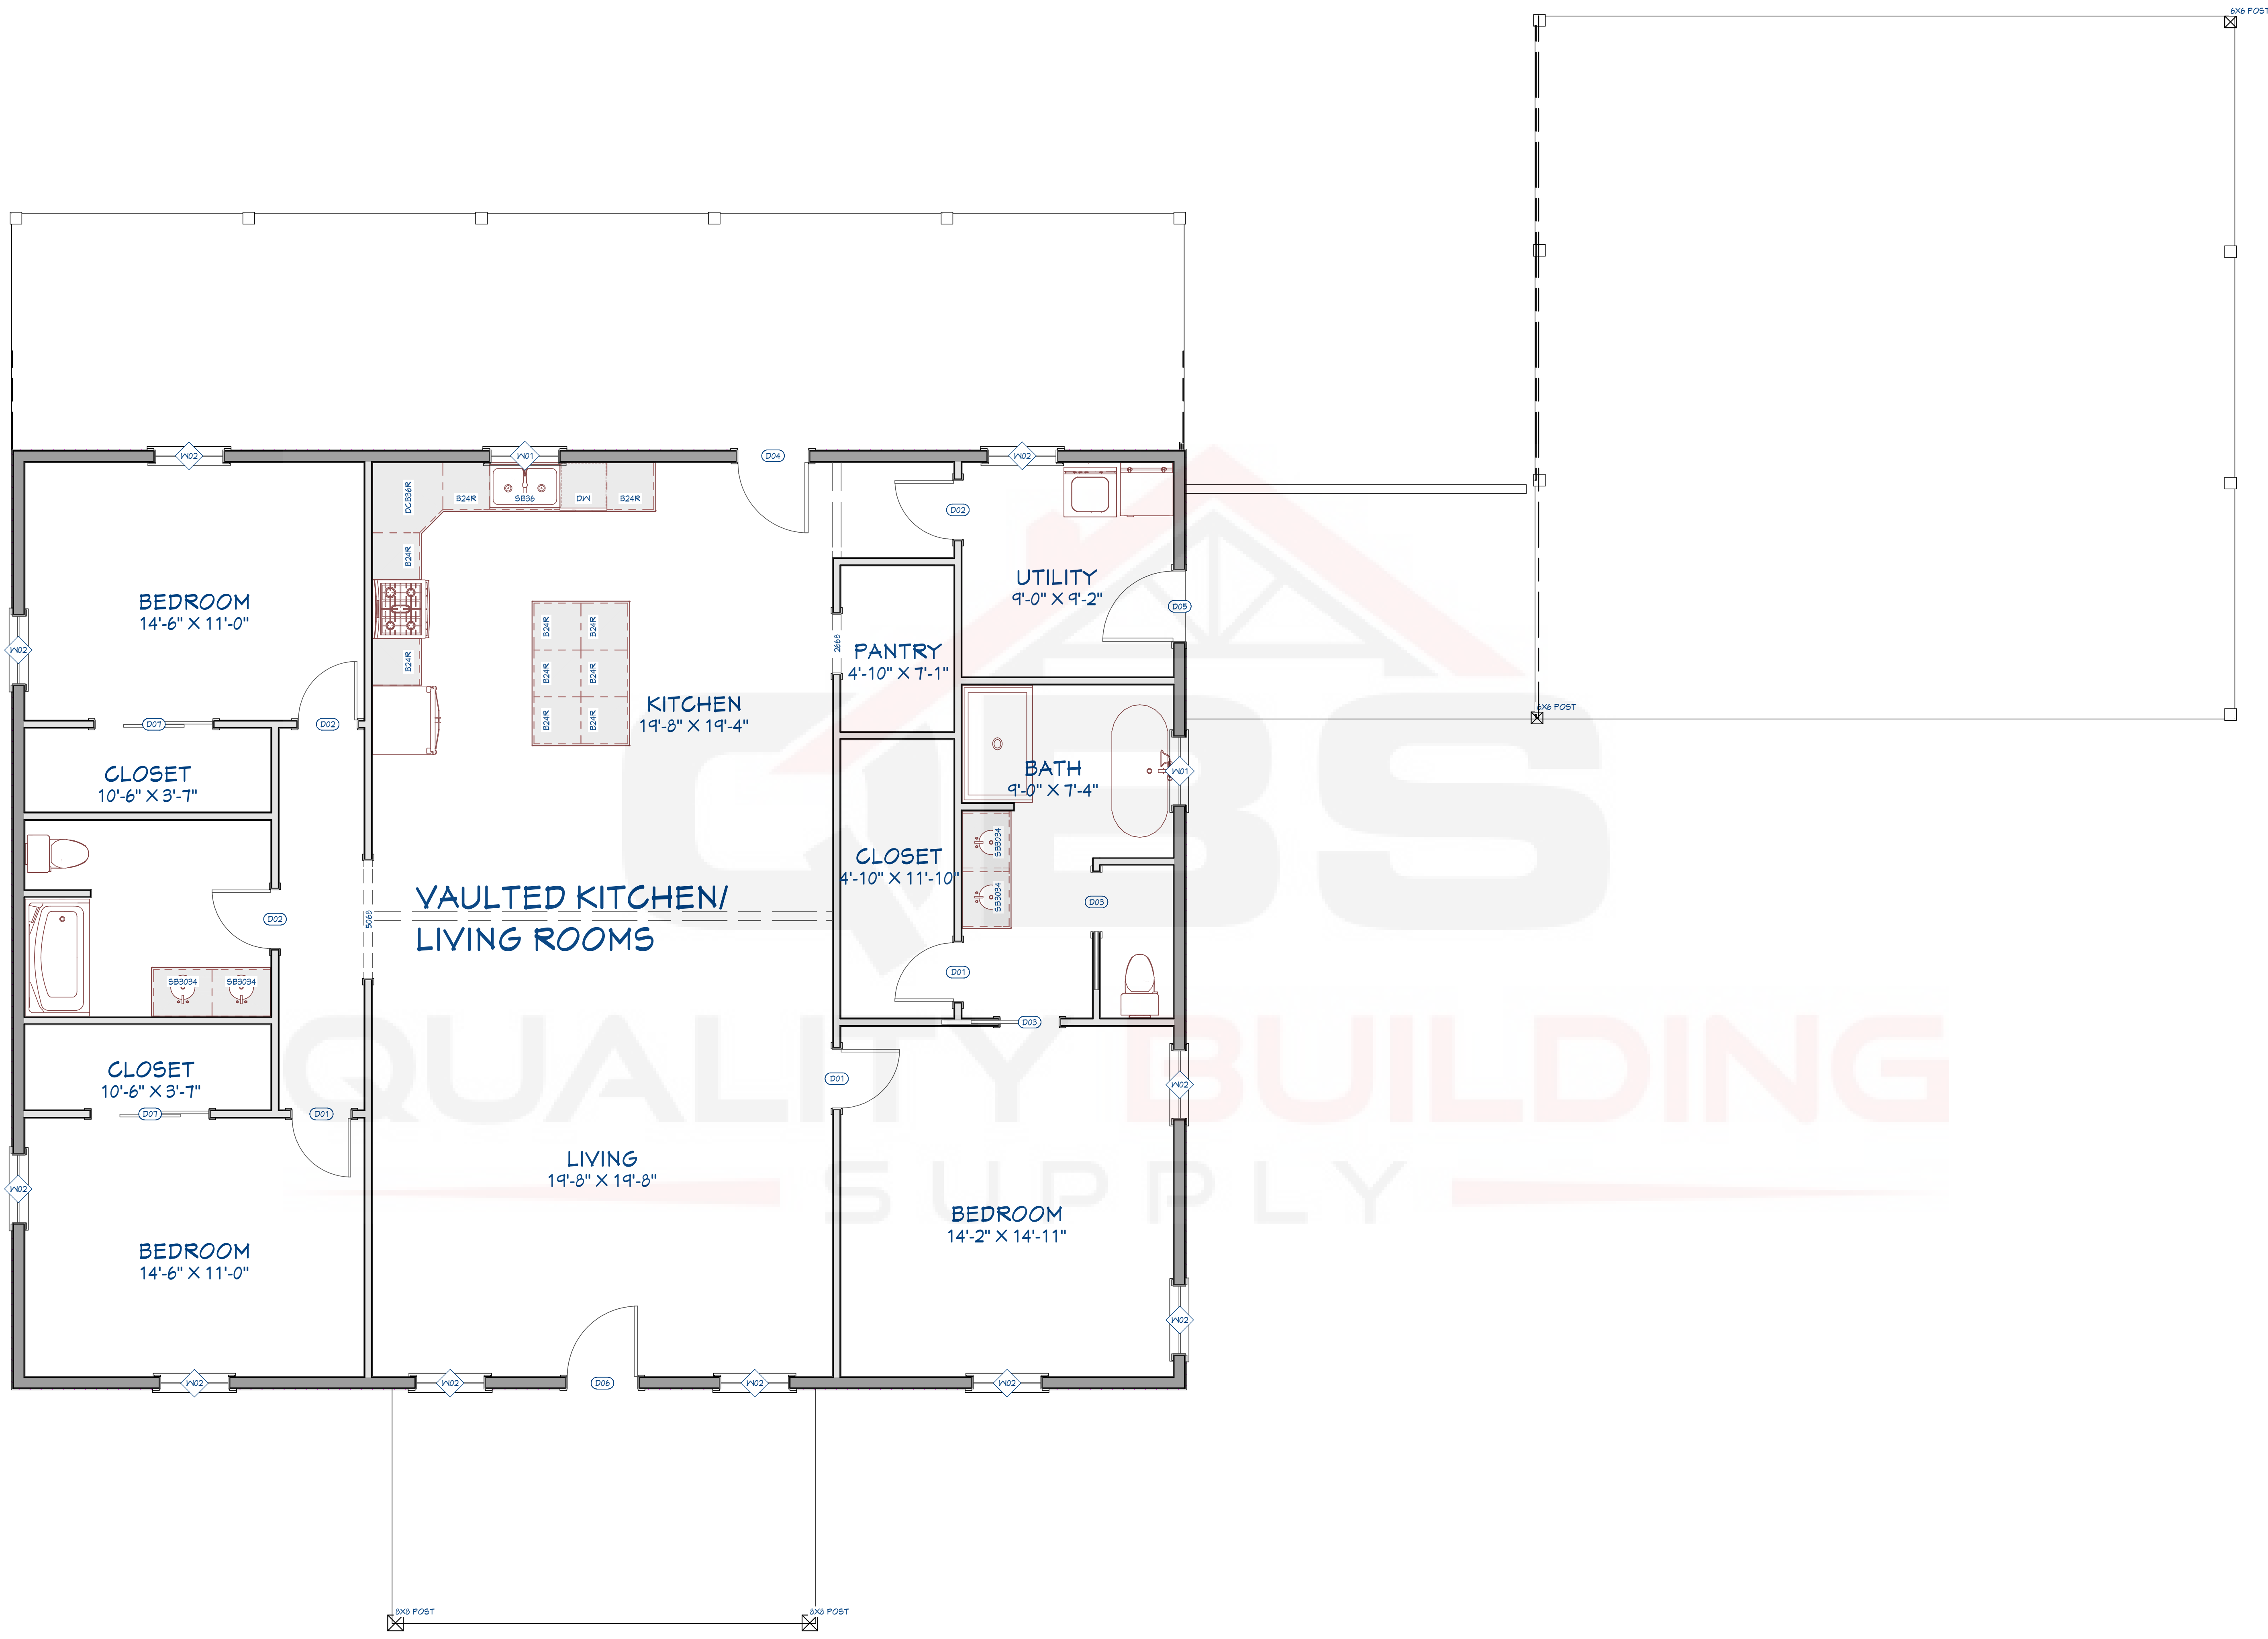 6X6 POST
W02
W01
D04
W02
DCB36R
B24R
SB36
DW
B24R
D02
B24R
BEDROOM
14'-6" X 11'-0"
UTILITY
9'-0" X 9'-2"
D05
B24R
B24R
W02
B24R
B24R
B24R
2668
PANTRY
4'-10" X 7'-1"
KITCHEN
19'-8" X 19'-4"
6X6 POST
D07
D02
B24R
B24R
CLOSET
10'-6" X 3'-7"
BATH
9'-0" X 7'-4"
W01
QBS
SB3034
CLOSET
4'-10" X 11'-10"
SB3034
D03
VAULTED KITCHEN/
LIVING ROOMS
D02
5068
D01
SB3034
SB3034
D03
QUALITY BUILDING
SUPPLY
CLOSET
10'-6" X 3'-7"
D01
W02
D07
D01
LIVING
19'-8" X 19'-8"
W02
BEDROOM
14'-2" X 14'-11"
BEDROOM
14'-6" X 11'-0"
W02
W02
W02
D06
W02
W02
8X8 POST
8X8 POST